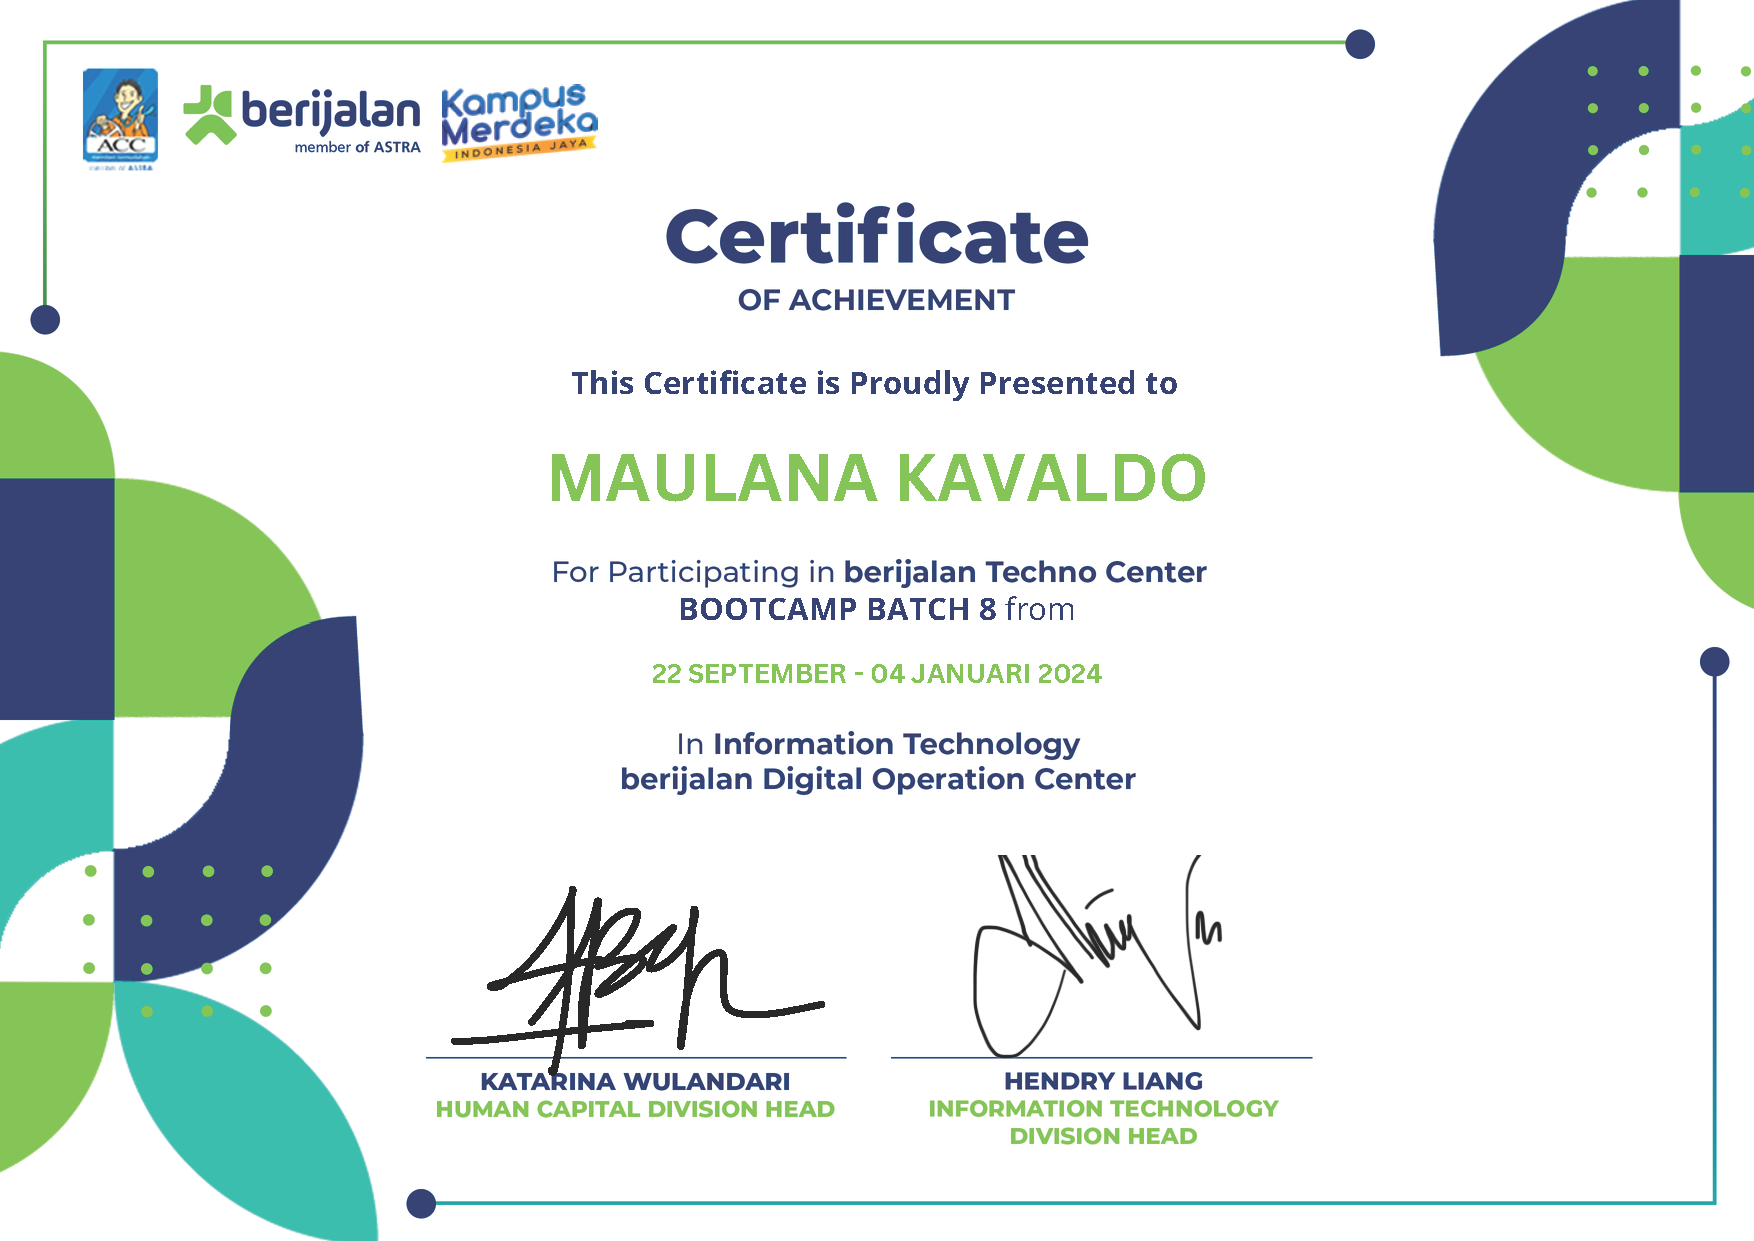 ACC
berijalan
member of ASTRA
Kampus
Merdeka
INDONESIA JAYA
Certificate
OF ACHIEVEMENT
This Certificate is Proudly Presented to
MAULANA KAVALDO
For Participating in berijalan Techno Center
BOOTCAMP BATCH 8 from
22 SEPTEMBER - 04 JANUARI 2024
In Information Technology
berijalan Digital Operation Center
KATARINA WULANDARI
HUMAN CAPITAL DIVISION HEAD
HENDRY LIANG
INFORMATION TECHNOLOGY
DIVISION HEAD